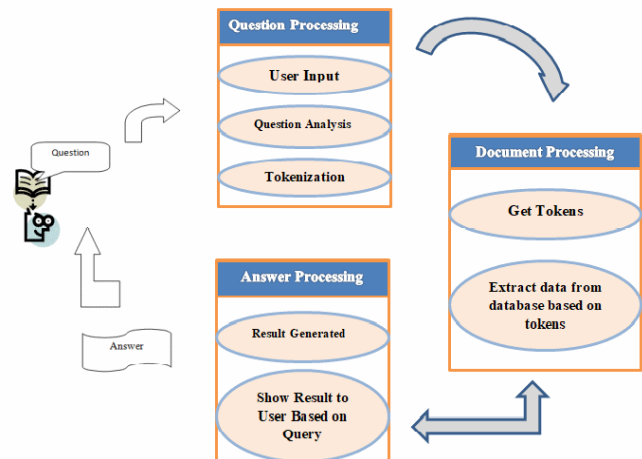 Question Processing
User Input
Question Analysis
Tokenization
Question
Document Processing
Get Tokens
Extract data from
database based on
tokens
Answer Processing
Result Generated
Show Result to
User Based on
Query
Answer